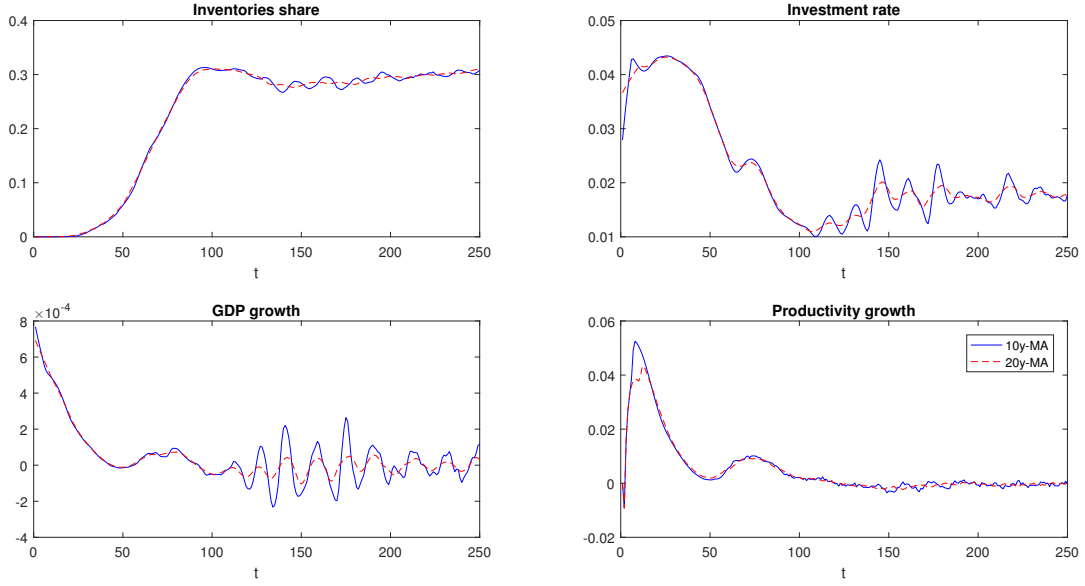 Inventories share
0.4
0.3
0.2
0.1
0
0 50 100 150 200 250
t
Investment rate
0.05
0.04
0.03
0.02
0.01
0 50 100 150 200 250
t
GDP growth
×10⁻⁴
8
6
4
2
0
-2
-4
0 50 100 150 200 250
t
Productivity growth
0.06
0.04
0.02
0
-0.02
0 50 100 150 200 250
t
10y-MA
20y-MA